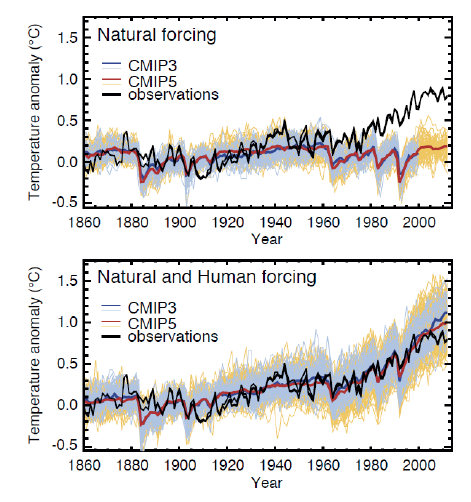 Natural forcing
CMIP3
CMIP5
observations
Temperature anomaly (°C)
1.5
1.0
0.5
0.0
-0.5
1860 1880 1900 1920 1940 1960 1980 2000
Year
Natural and Human forcing
CMIP3
CMIP5
observations
Temperature anomaly (°C)
1.5
1.0
0.5
0.0
-0.5
1860 1880 1900 1920 1940 1960 1980 2000
Year